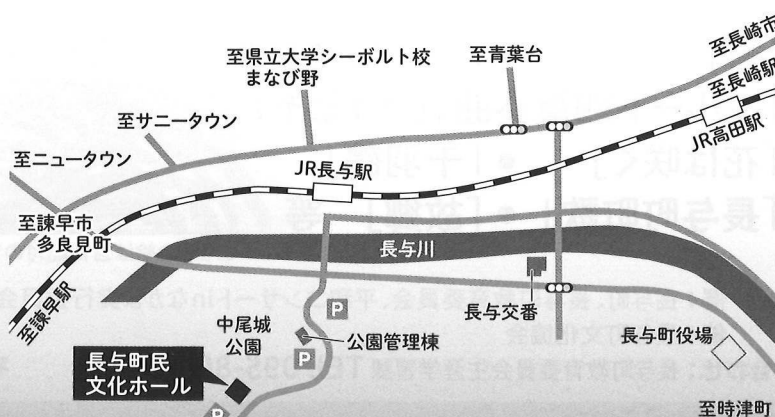 至長崎市
至県立大学シーボルト校
まなび野
至青葉台
至長崎駅
至サニータウン
JR高田駅
至ニュータウン
JR長与駅
至諫早市
多良見町
長与川
至諫早駅
P
中尾城
公園
公園管理棟
長与交番
長与町役場
P
長与町民
文化ホール
P
至時津町